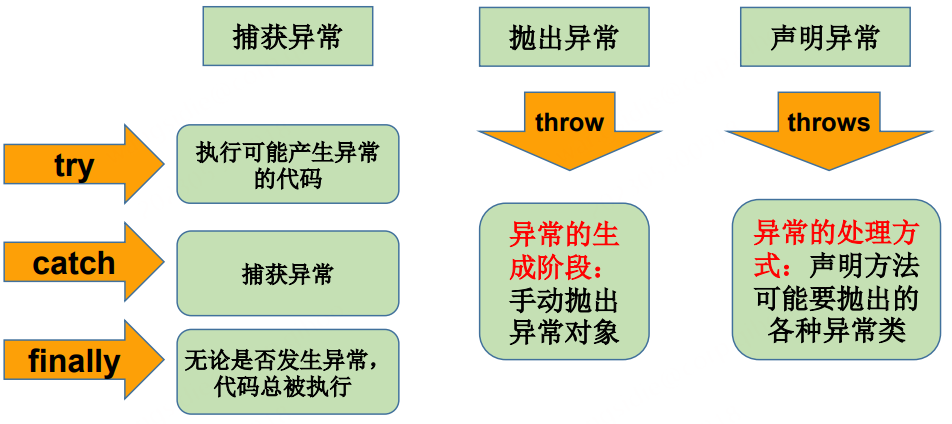 捕获异常
抛出异常
声明异常
try
执行可能产生异常
的代码
catch
捕获异常
finally
无论是否发生异常，
代码总被执行
throw
异常的生
成阶段：
手动抛出
异常对象
throws
异常的处理方
式：声明方法
可能要抛出的
各种异常类